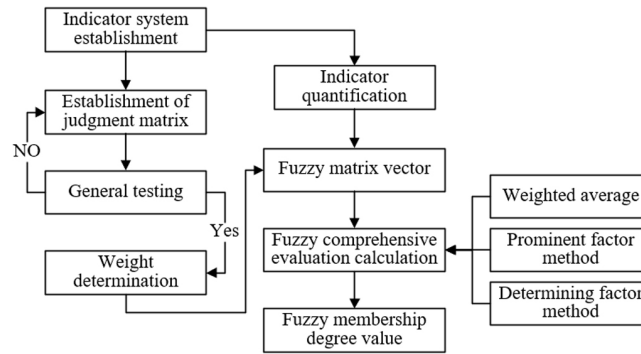 Indicator system
establishment
Indicator
quantification
Establishment of
judgment matrix
NO
General testing
Yes
Weight
determination
Fuzzy matrix vector
Fuzzy comprehensive
evaluation calculation
Fuzzy membership
degree value
Weighted average
Prominent factor
method
Determining factor
method